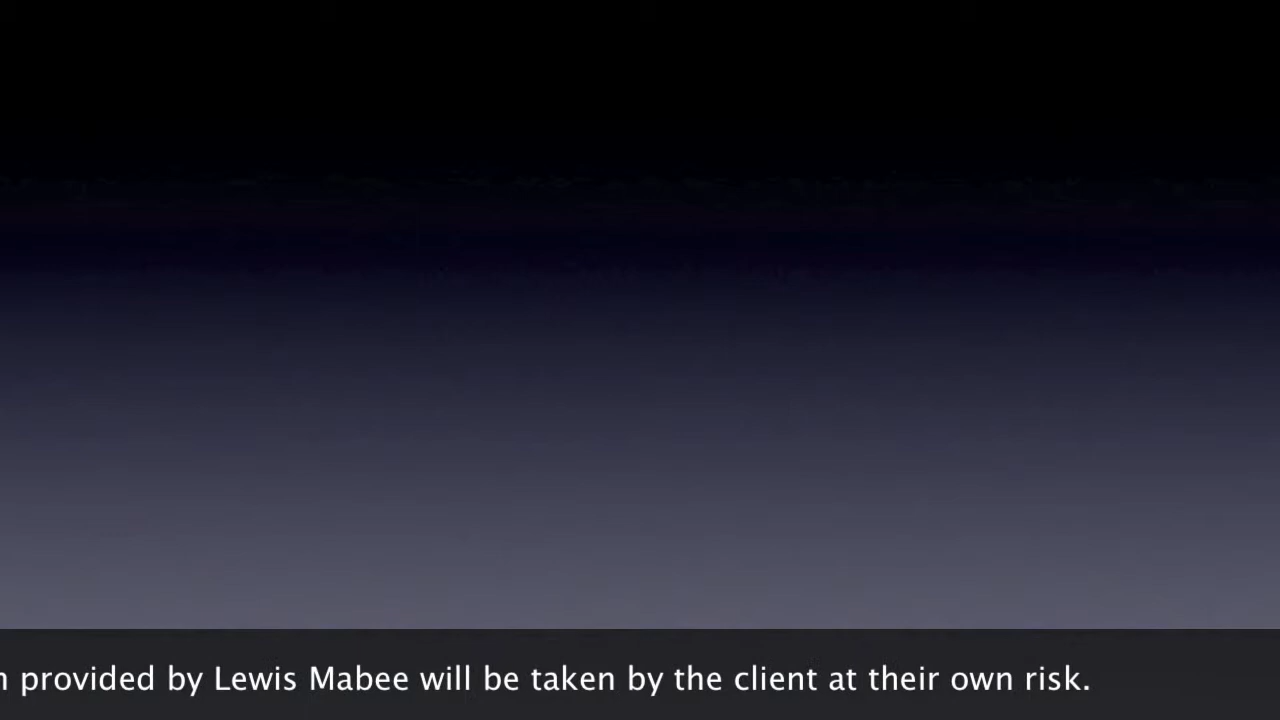 provided by Lewis Mabee will be taken by the client at their own risk.